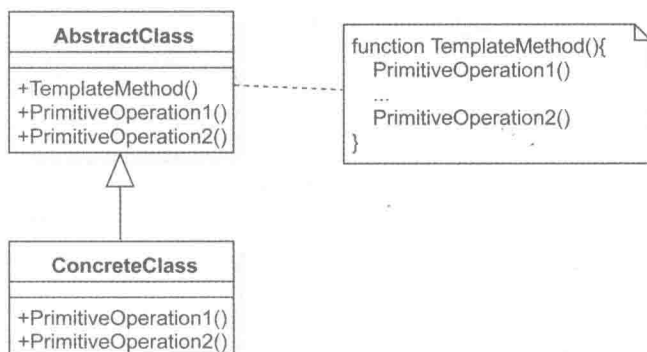 AbstractClass
+TemplateMethod()
+PrimitiveOperation1()
+PrimitiveOperation2()
function TemplateMethod(){
PrimitiveOperation1()
...
PrimitiveOperation2()
}
ConcreteClass
+PrimitiveOperation1()
+PrimitiveOperation2()